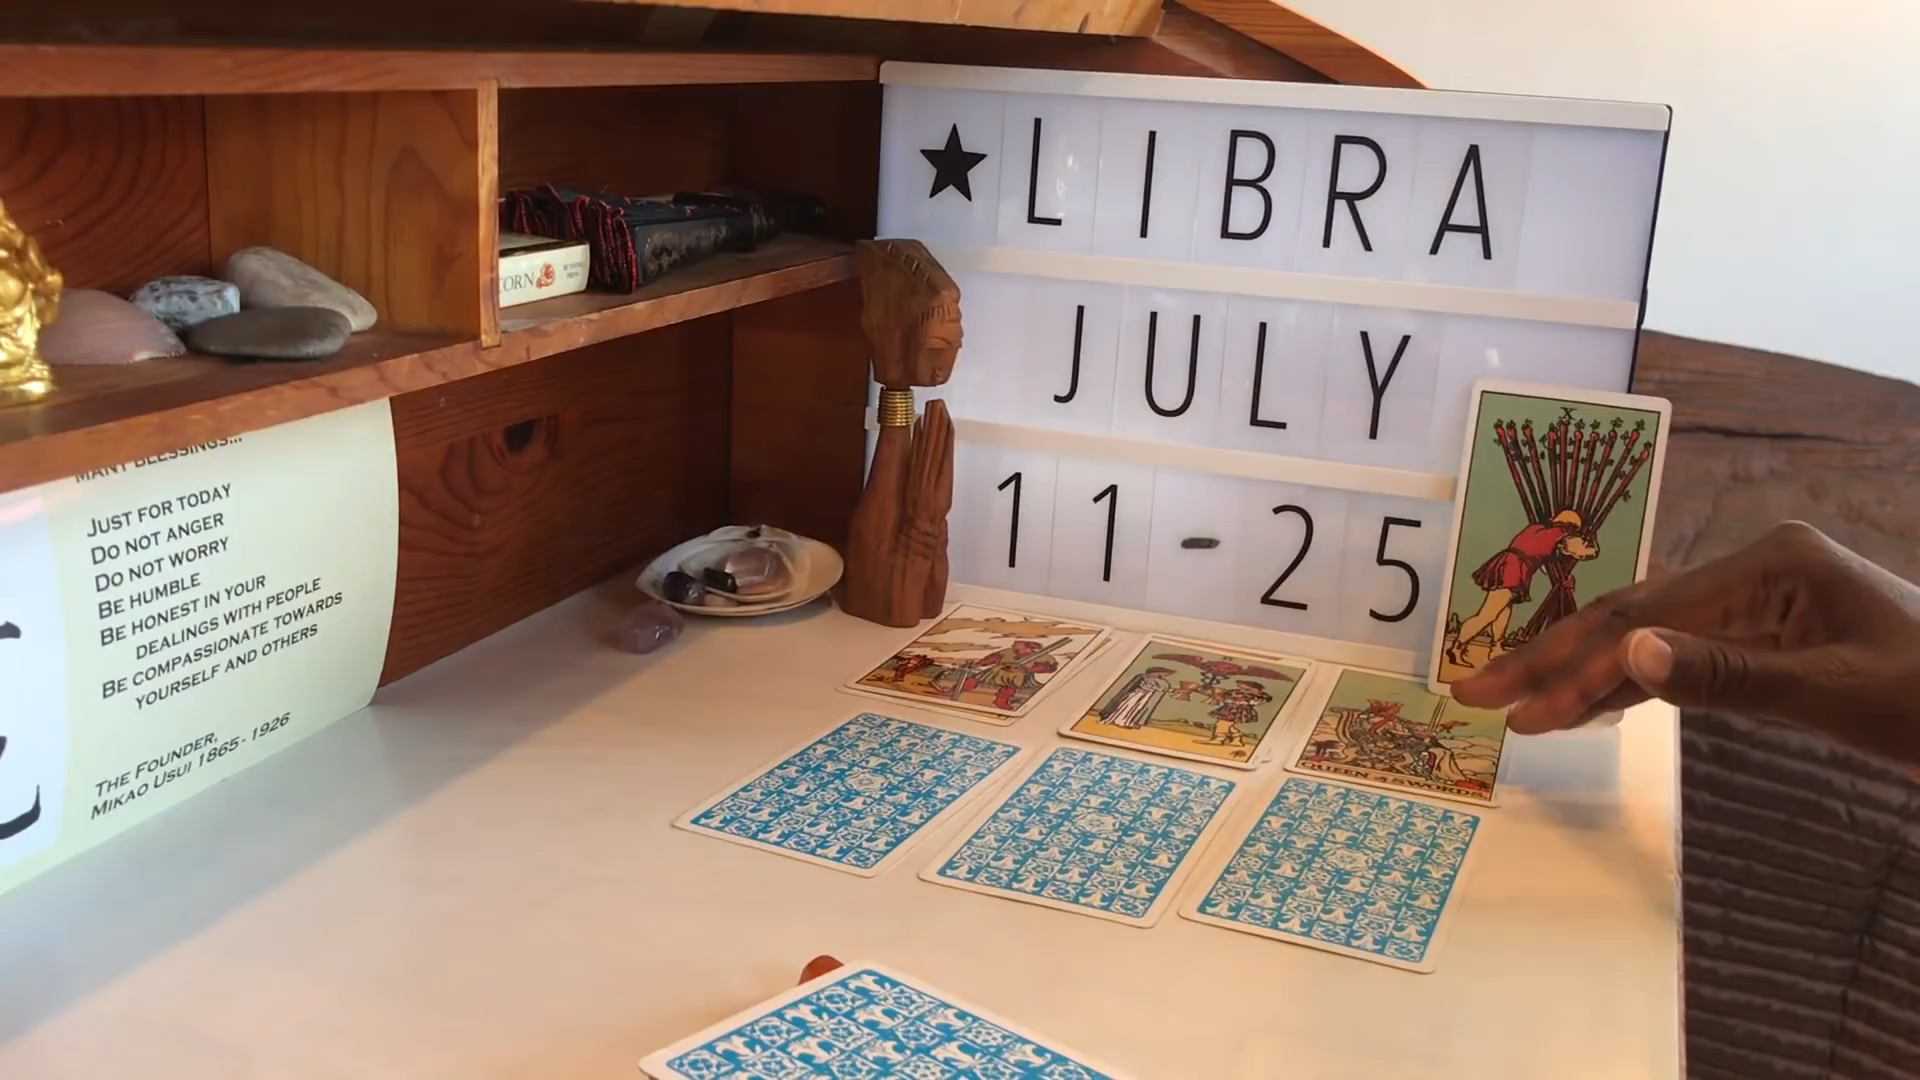 ★ LIBRA
JULY
11-25
X
CORN
MANY BLESSINGS...
JUST FOR TODAY
DO NOT ANGER
DO NOT WORRY
BE HUMBLE
BE HONEST IN YOUR
DEALINGS WITH PEOPLE
BE COMPASSIONATE TOWARDS
YOURSELF AND OTHERS
THE FOUNDER,
MIKAO USUI 1865-1926
QUEEN OF SWORDS.